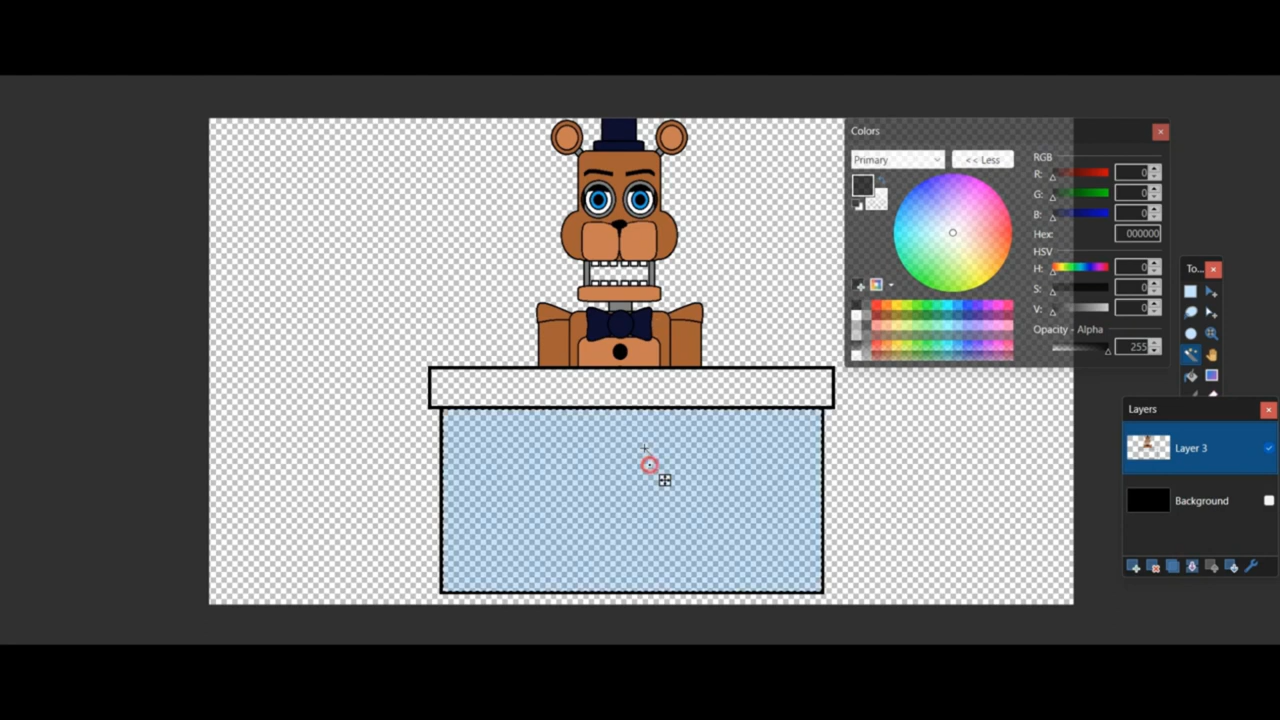 Colors
Primary
<< Less
RGB
R: 0
G: 0
B: 0
Hex: 000000
HSV
H: 0
S: 0
V: 0
Opacity - Alpha
255
To...
Layers
Layer 3
Background